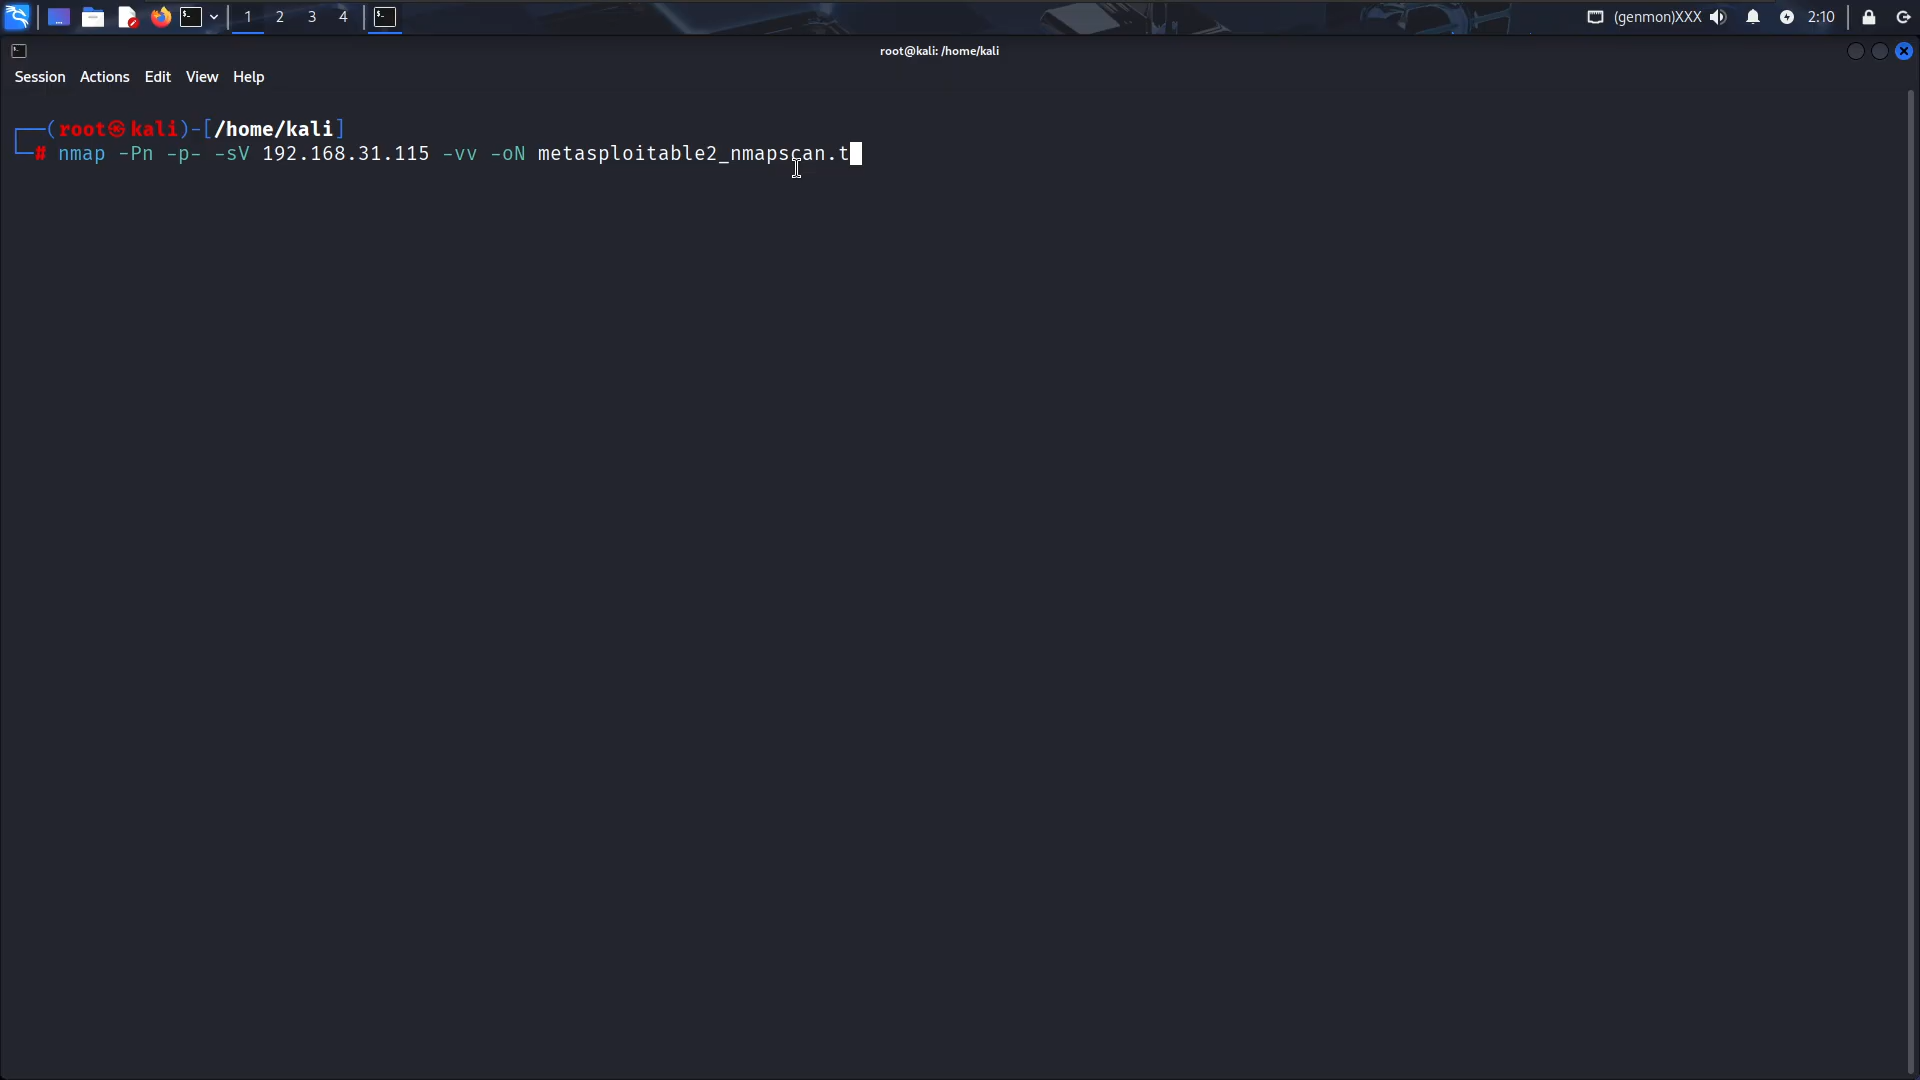 1 2 3 4 (genmon)XXX 2:10
root@kali: /home/kali
Session Actions Edit View Help
┌──(root㉿kali)-[/home/kali]
└─# nmap -Pn -p- -sV 192.168.31.115 -vv -oN metasploitable2_nmapscan.t